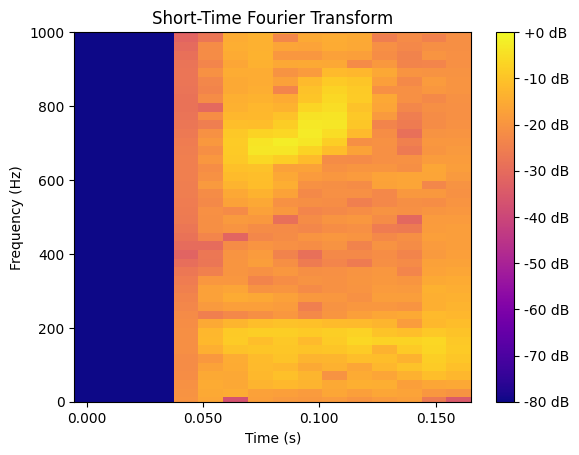 Short-Time Fourier Transform
1000
800
600
400
200
0
Frequency (Hz)
0.000
0.050
0.100
0.150
Time (s)
+0 dB
-10 dB
-20 dB
-30 dB
-40 dB
-50 dB
-60 dB
-70 dB
-80 dB